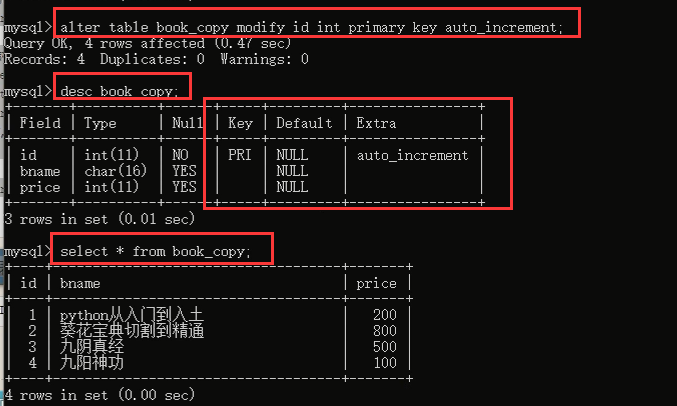 mysql> alter table book_copy modify id int primary key auto_increment;
Query OK, 4 rows affected (0.47 sec)
Records: 4  Duplicates: 0  Warnings: 0
mysql> desc book_copy;
+-------+----------+------+-----+---------+----------------+
| Field | Type     | Null | Key | Default | Extra          |
+-------+----------+------+-----+---------+----------------+
| id    | int(11)  | NO   | PRI | NULL    | auto_increment |
| bname | char(16) | YES  |     | NULL    |                |
| price | int(11)  | YES  |     | NULL    |                |
+-------+----------+------+-----+---------+----------------+
3 rows in set (0.01 sec)
mysql> select * from book_copy;
+----+--------------------------------+-------+
| id | bname                          | price |
+----+--------------------------------+-------+
|  1 | python从入门到入土             |   200 |
|  2 | 葵花宝典切割到精通             |   800 |
|  3 | 九阴真经                       |   500 |
|  4 | 九阳神功                       |   100 |
+----+--------------------------------+-------+
4 rows in set (0.00 sec)